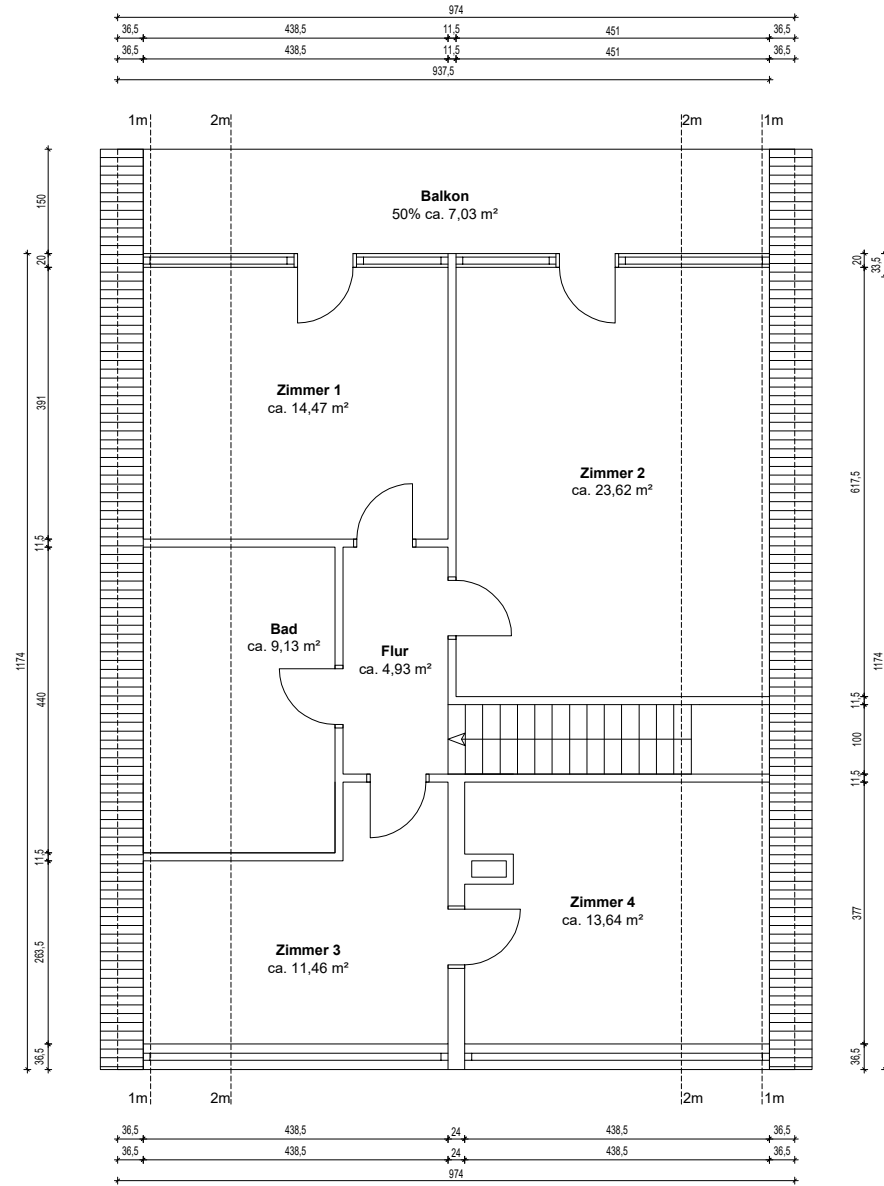 974
36,5 438,5 11,5 451 36,5
36,5 438,5 11,5 451 36,5
937,5
1m 2m 2m 1m
150
Balkon
50% ca. 7,03 m²
20 20 33,5
391
Zimmer 1
ca. 14,47 m²
Zimmer 2
ca. 23,62 m²
617,5
11,5
Bad
ca. 9,13 m²
Flur
ca. 4,93 m²
1174 1174
440
11,5
100
11,5
11,5
Zimmer 4
ca. 13,64 m²
377
Zimmer 3
ca. 11,46 m²
263,5
36,5 36,5
1m 2m 2m 1m
36,5 438,5 24 438,5 36,5
36,5 438,5 24 438,5 36,5
974